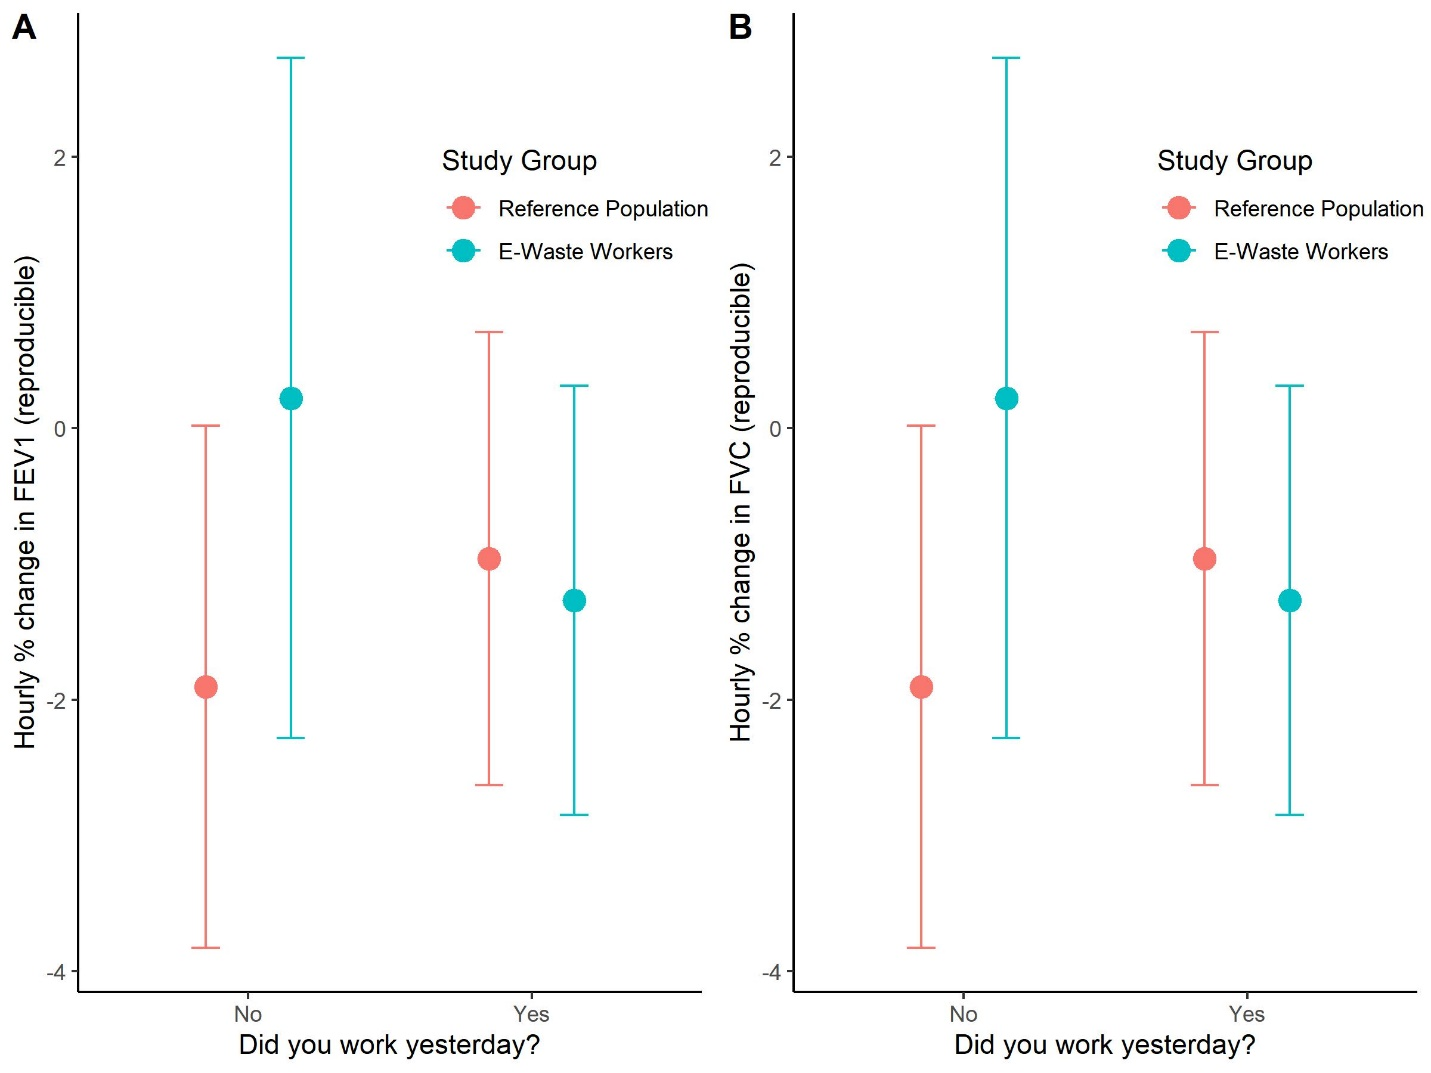 A
Hourly % change in FEV1 (reproducible)
2
0
-2
-4
Study Group
Reference Population
E-Waste Workers
No
Yes
Did you work yesterday?
B
Hourly % change in FVC (reproducible)
2
0
-2
-4
Study Group
Reference Population
E-Waste Workers
No
Yes
Did you work yesterday?